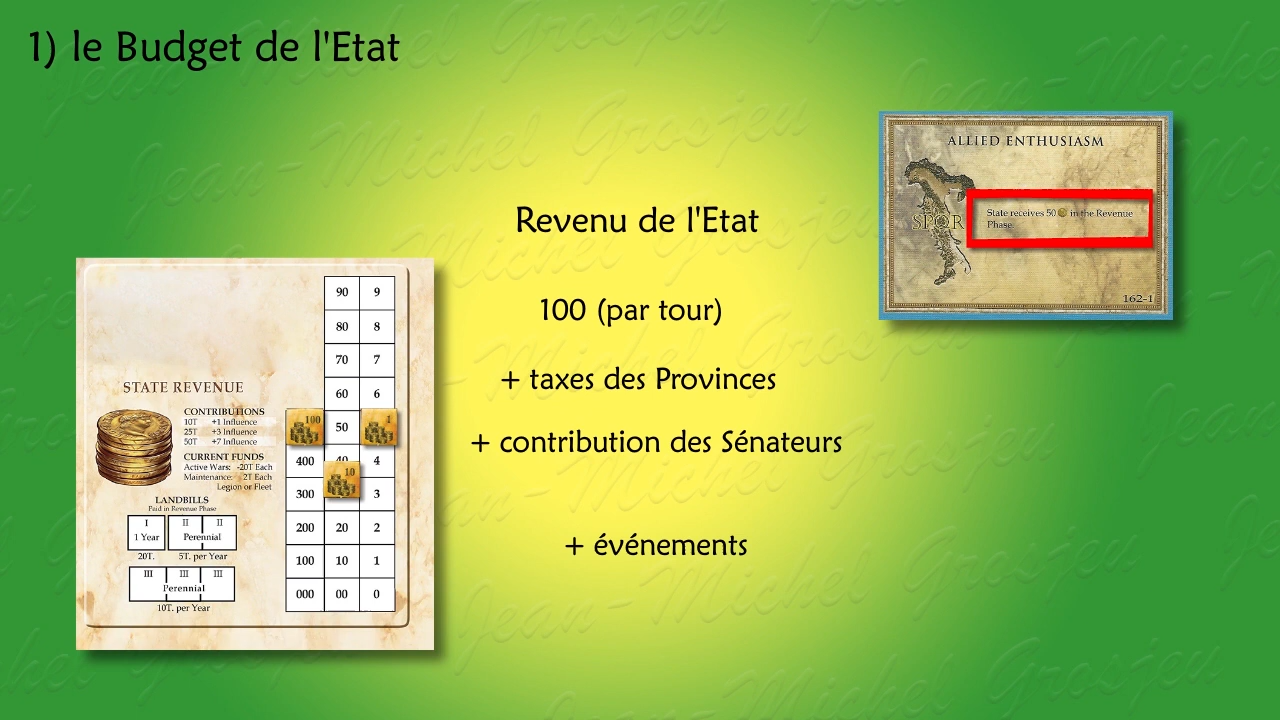 1) le Budget de l'Etat
ALLIED ENTHUSIASM
SPQR
State receives 50 in the Revenue
Phase.
162-1
Revenu de l'Etat
100 (par tour)
+ taxes des Provinces
+ contribution des Sénateurs
+ événements
STATE REVENUE
CONTRIBUTIONS
10T +1 Influence
25T +3 Influence
50T +7 Influence
CURRENT FUNDS
Active Wars: -20T Each
Maintenance: 2T Each
Legion or Fleet
LANDBILLS
Paid in Revenue Phase
I II II
1 Year Perennial
20T. 5T. per Year
III III III
Perennial
10T. per Year
90 9
80 8
70 7
60 6
100 50 1
400 40 4
10
300 3
200 20 2
100 10 1
000 00 0
Jean-Michel Grosjeu